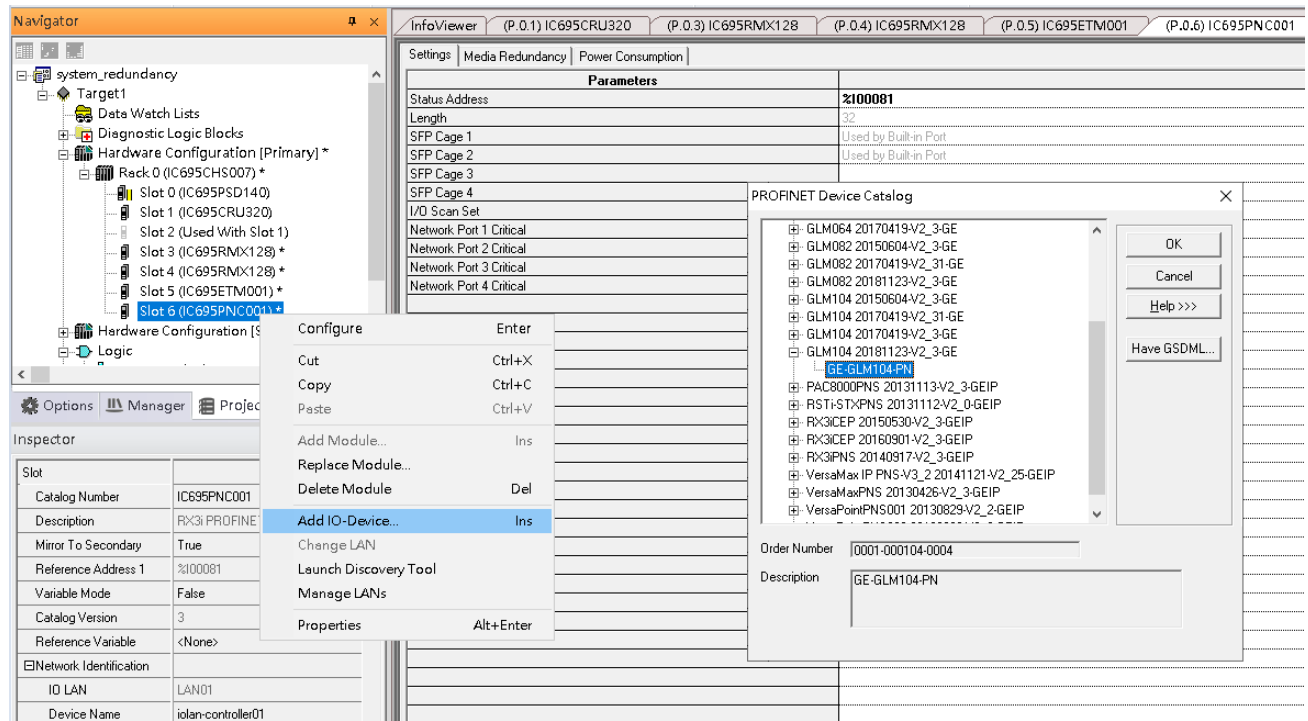 Navigator
system_redundancy
Target1
Data Watch Lists
Diagnostic Logic Blocks
Hardware Configuration [Primary] *
Rack 0 (IC695CHS007) *
Slot 0 (IC695PSD140)
Slot 1 (IC695CRU320)
Slot 2 (Used With Slot 1)
Slot 3 (IC695RMX128) *
Slot 4 (IC695RMX128) *
Slot 5 (IC695ETM001) *
Slot 6 (IC695PNC001) *
Hardware Configuration [S
Logic
Options
Manager
Projec
Inspector
Slot
Catalog Number IC695PNC001
Description RX3i PROFINE
Mirror To Secondary True
Reference Address 1 %I00081
Variable Mode False
Catalog Version 3
Reference Variable <None>
Network Identification
IO LAN LAN01
Device Name iolan-controller01
Configure Enter
Cut Ctrl+X
Copy Ctrl+C
Paste Ctrl+V
Add Module... Ins
Replace Module...
Delete Module Del
Add IO-Device... Ins
Change LAN
Launch Discovery Tool
Manage LANs
Properties Alt+Enter
InfoViewer (P.0.1) IC695CRU320 (P.0.3) IC695RMX128 (P.0.4) IC695RMX128 (P.0.5) IC695ETM001 (P.0.6) IC695PNC001
Settings Media Redundancy Power Consumption
Parameters
Status Address %I00081
Length 32
SFP Cage 1 Used by Built-in Port
SFP Cage 2 Used by Built-in Port
SFP Cage 3
SFP Cage 4
I/O Scan Set
Network Port 1 Critical
Network Port 2 Critical
Network Port 3 Critical
Network Port 4 Critical
PROFINET Device Catalog
GLM064 20170419-V2_3-GE
GLM082 20150604-V2_3-GE
GLM082 20170419-V2_31-GE
GLM082 20181123-V2_3-GE
GLM104 20150604-V2_3-GE
GLM104 20170419-V2_31-GE
GLM104 20170419-V2_3-GE
GLM104 20181123-V2_3-GE
GE-GLM104-PN
PAC8000PNS 20131113-V2_3-GEIP
RSTi-STXPNS 20131112-V2_0-GEIP
RX3iCEP 20150530-V2_3-GEIP
RX3iCEP 20160901-V2_3-GEIP
RX3iPNS 20140917-V2_3-GEIP
VersaMax IP PNS-V3_2 20141121-V2_25-GEIP
VersaMaxPNS 20130426-V2_3-GEIP
VersaPointPNS001 20130829-V2_2-GEIP
OK
Cancel
Help >>>
Have GSDML...
Order Number 0001-000104-0004
Description GE-GLM104-PN